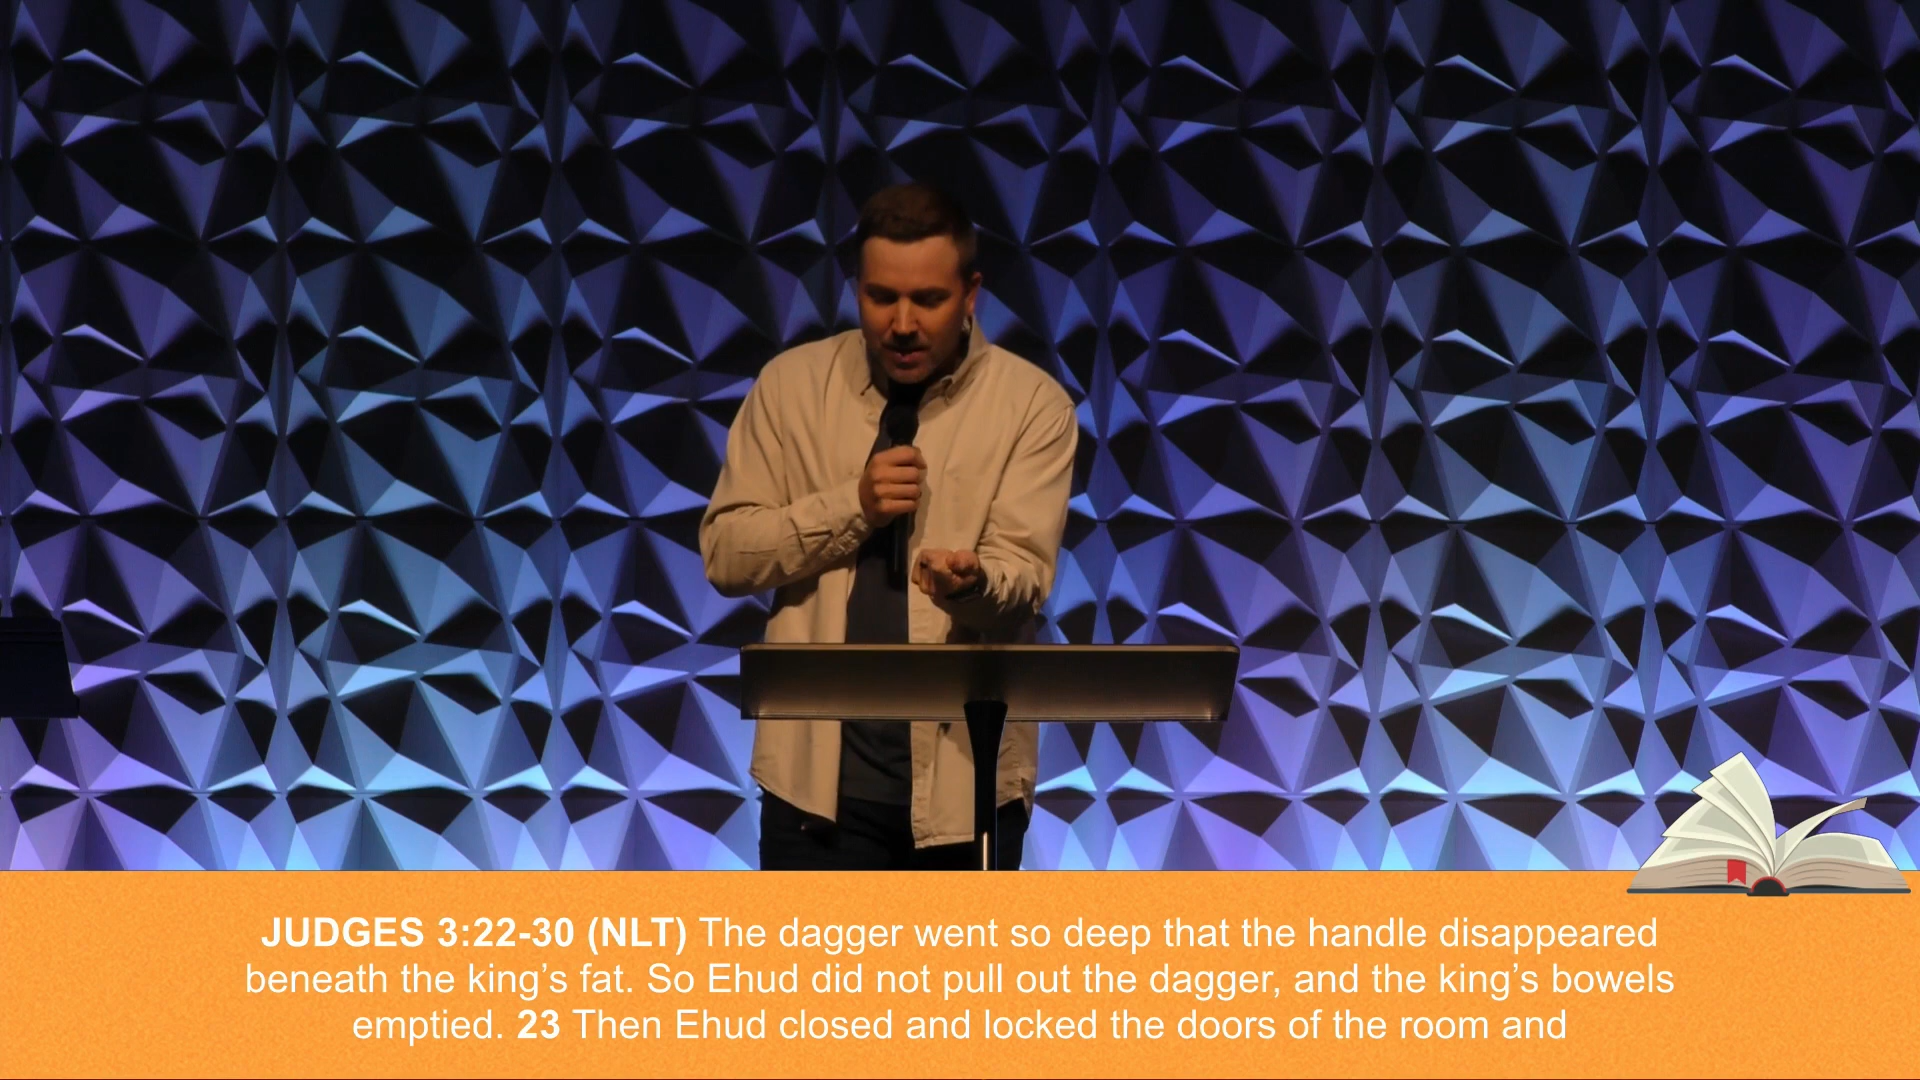 JUDGES 3:22-30 (NLT) The dagger went so deep that the handle disappeared
beneath the king’s fat. So Ehud did not pull out the dagger, and the king’s bowels
emptied. 23 Then Ehud closed and locked the doors of the room and